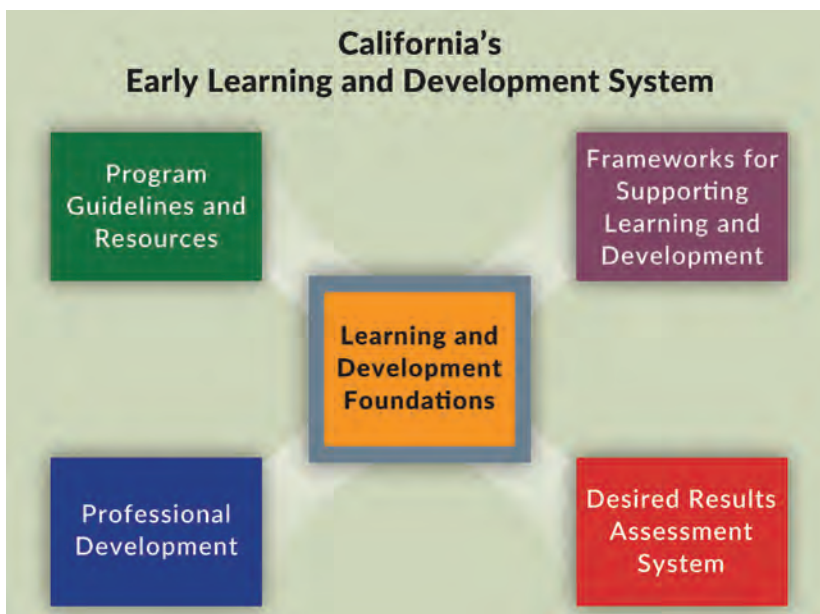 California’s
Early Learning and Development System
Program
Guidelines and
Resources
Frameworks for
Supporting
Learning and
Development
Learning and
Development
Foundations
Professional
Development
Desired Results
Assessment
System